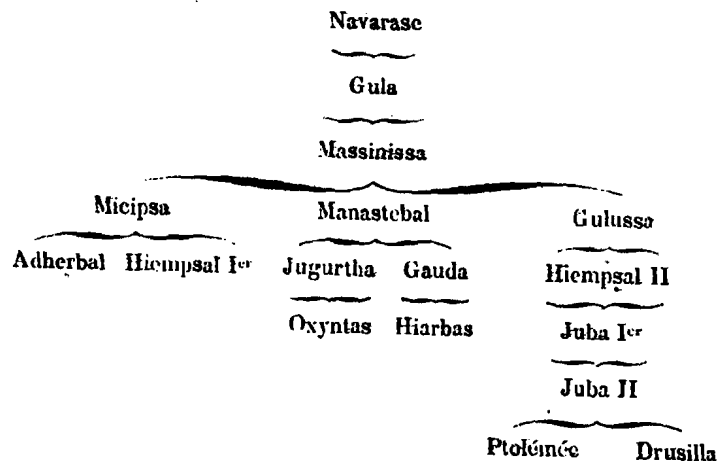 Navarase
Gula
Massinissa
Micipsa Manastebal Gulussa
Adherbal Hiempsal Ier Jugurtha Gauda Hiempsal II
Oxyntas Hiarbas Juba Ier
Juba II
Ptolémée Drusilla